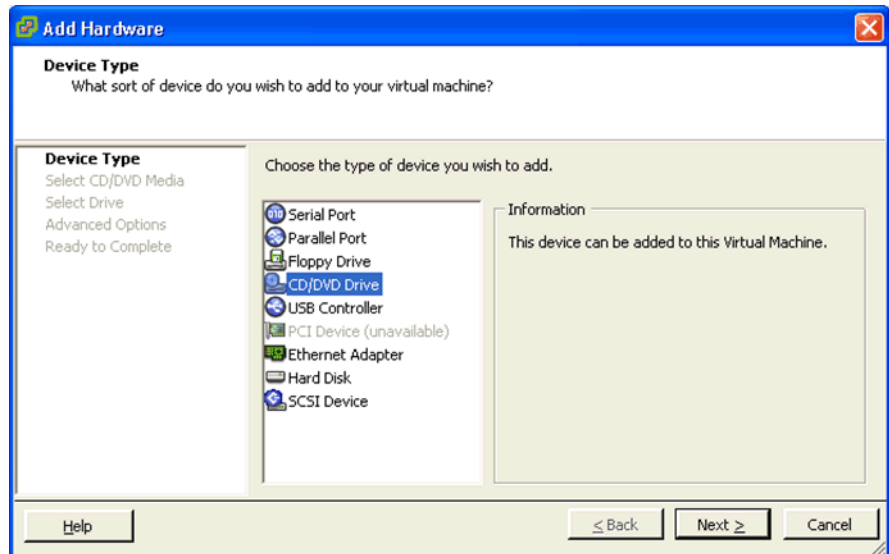 Add Hardware
Device Type
What sort of device do you wish to add to your virtual machine?
Device Type
Select CD/DVD Media
Select Drive
Advanced Options
Ready to Complete
Choose the type of device you wish to add.
Serial Port
Parallel Port
Floppy Drive
CD/DVD Drive
USB Controller
PCI Device (unavailable)
Ethernet Adapter
Hard Disk
SCSI Device
Information
This device can be added to this Virtual Machine.
Help
< Back
Next >
Cancel